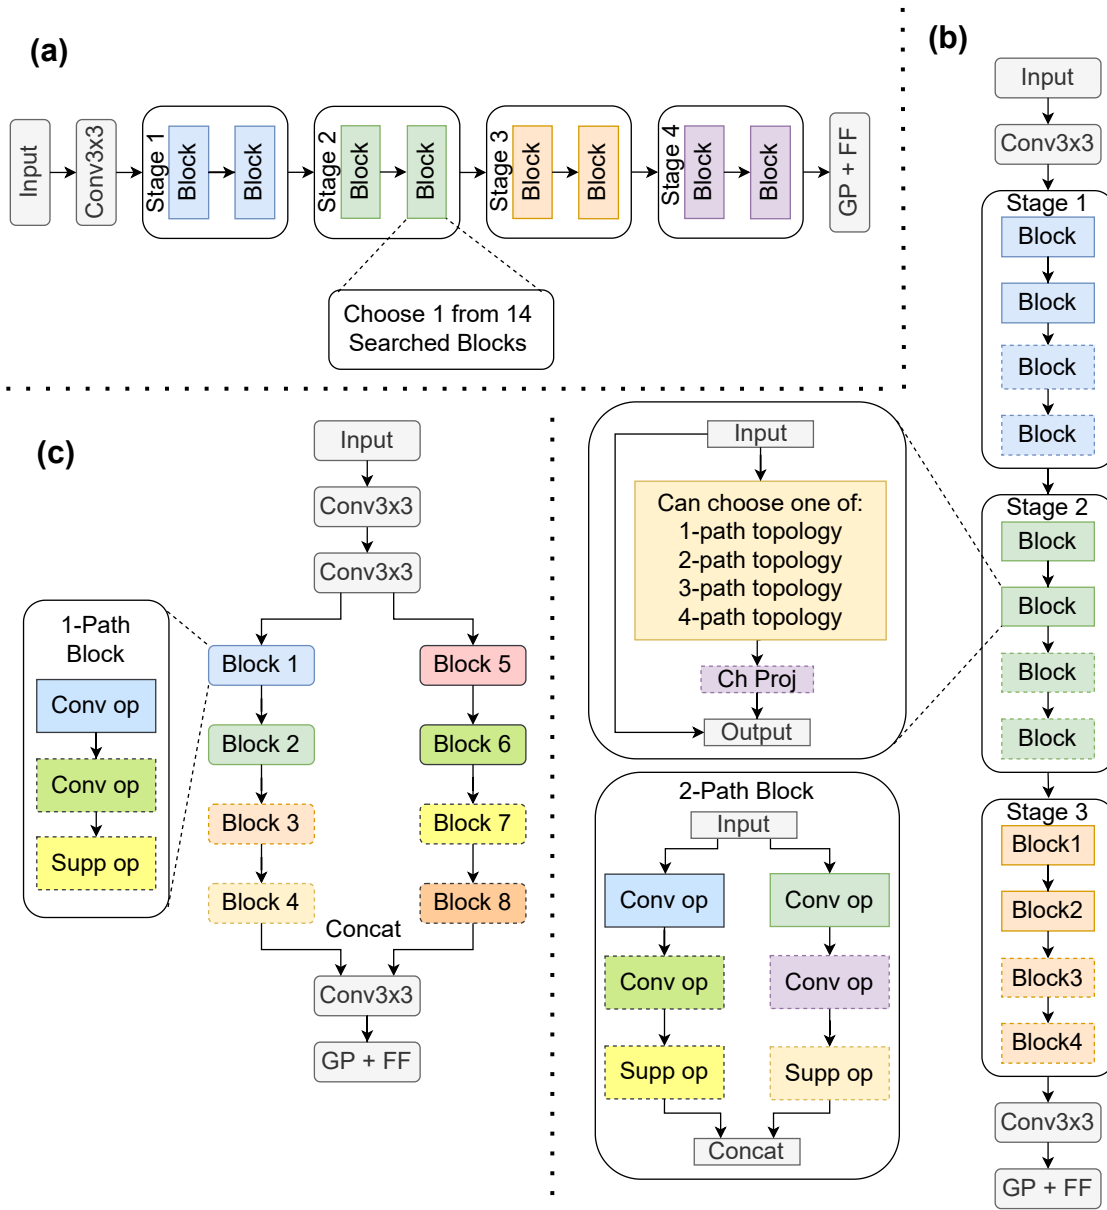 (a)
Input
Conv3x3
Stage 1
Block
Block
Stage 2
Block
Block
Stage 3
Block
Block
Stage 4
Block
Block
GP + FF
Choose 1 from 14
Searched Blocks
(b)
Input
Conv3x3
Stage 1
Block
Block
Block
Block
Stage 2
Block
Block
Block
Block
Stage 3
Block1
Block2
Block3
Block4
Conv3x3
GP + FF
Input
Can choose one of:
1-path topology
2-path topology
3-path topology
4-path topology
Ch Proj
Output
2-Path Block
Input
Conv op
Conv op
Conv op
Conv op
Supp op
Supp op
Concat
(c)
Input
Conv3x3
Conv3x3
1-Path
Block
Conv op
Conv op
Supp op
Block 1
Block 5
Block 2
Block 6
Block 3
Block 7
Block 4
Block 8
Concat
Conv3x3
GP + FF